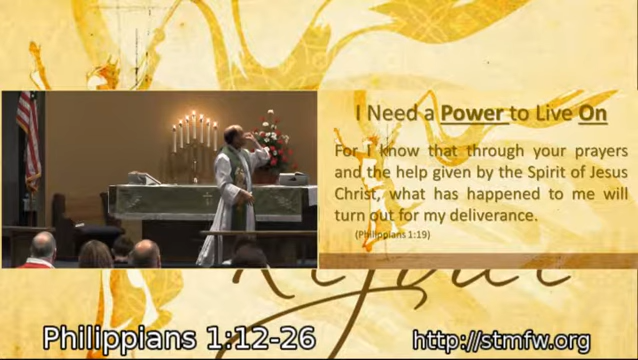 I Need a Power to Live On
For I know that through your prayers
and the help given by the Spirit of Jesus
Christ, what has happened to me will
turn out for my deliverance.
(Philippians 1:19)
Rejoice
Philippians 1:12-26
http://stmfw.org